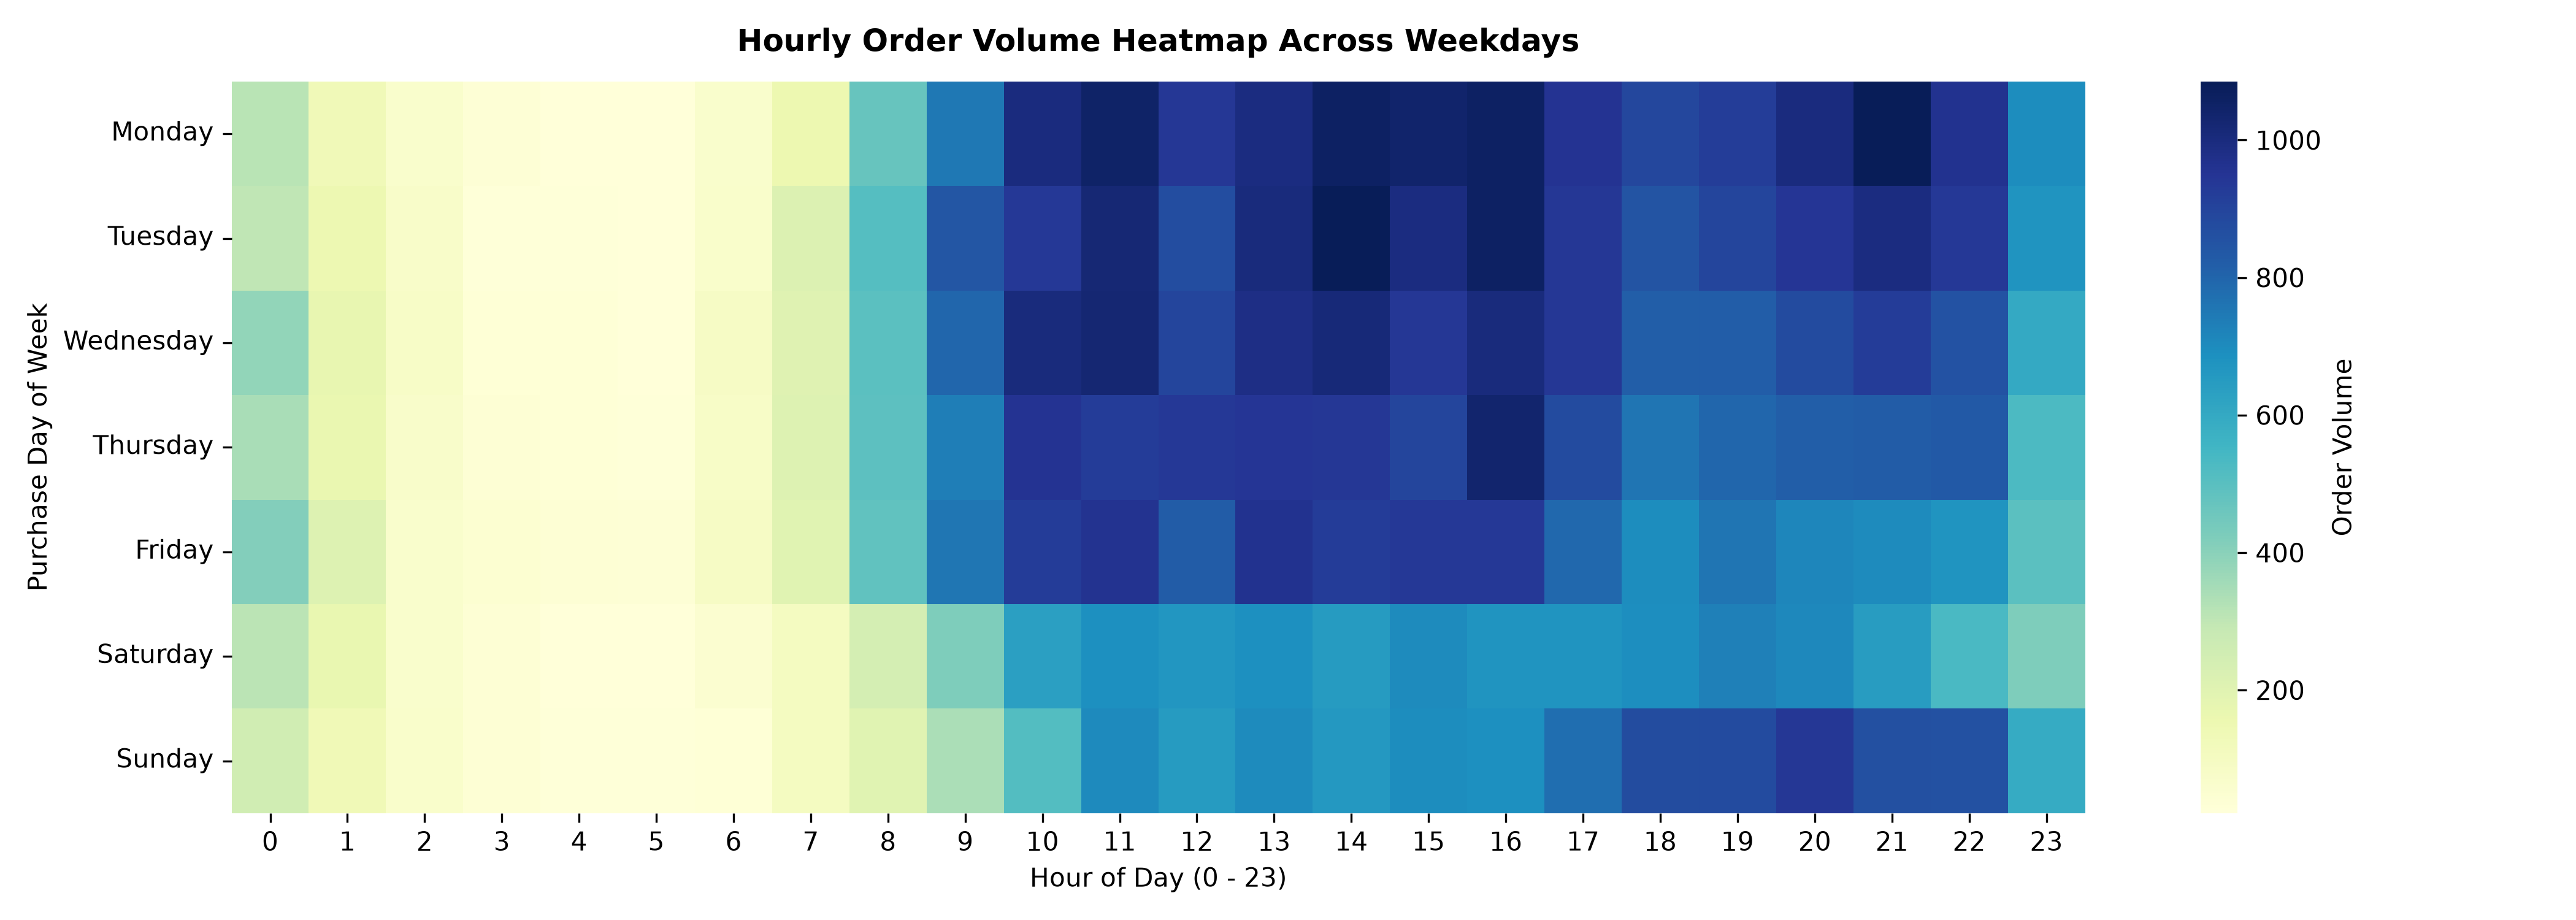 Hourly Order Volume Heatmap Across Weekdays
Purchase Day of Week
Monday
Tuesday
Wednesday
Thursday
Friday
Saturday
Sunday
0 1 2 3 4 5 6 7 8 9 10 11 12 13 14 15 16 17 18 19 20 21 22 23
Hour of Day (0 - 23)
1000
800
600
400
200
Order Volume